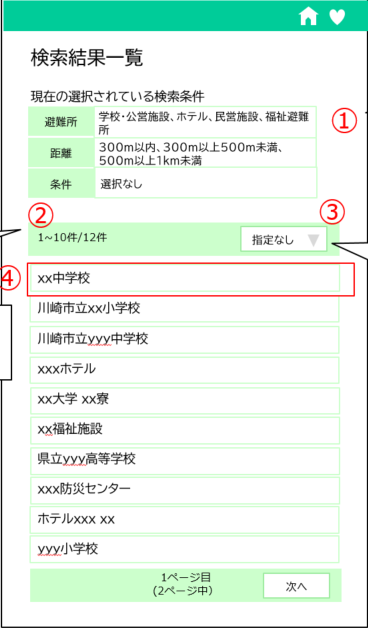 検索結果一覧
現在の選択されている検索条件
避難所
学校・公営施設、ホテル、民営施設、福祉避難
所
①
距離
300m以内、300m以上500m未満、
500m以上1km未満
条件
選択なし
②
③
1~10件/12件
指定なし
④
xx中学校
川崎市立xx小学校
川崎市立yyy中学校
xxxホテル
xx大学 xx寮
xx福祉施設
県立yyy高等学校
xxx防災センター
ホテルxxx xx
yyy小学校
1ページ目
(2ページ中)
次へ